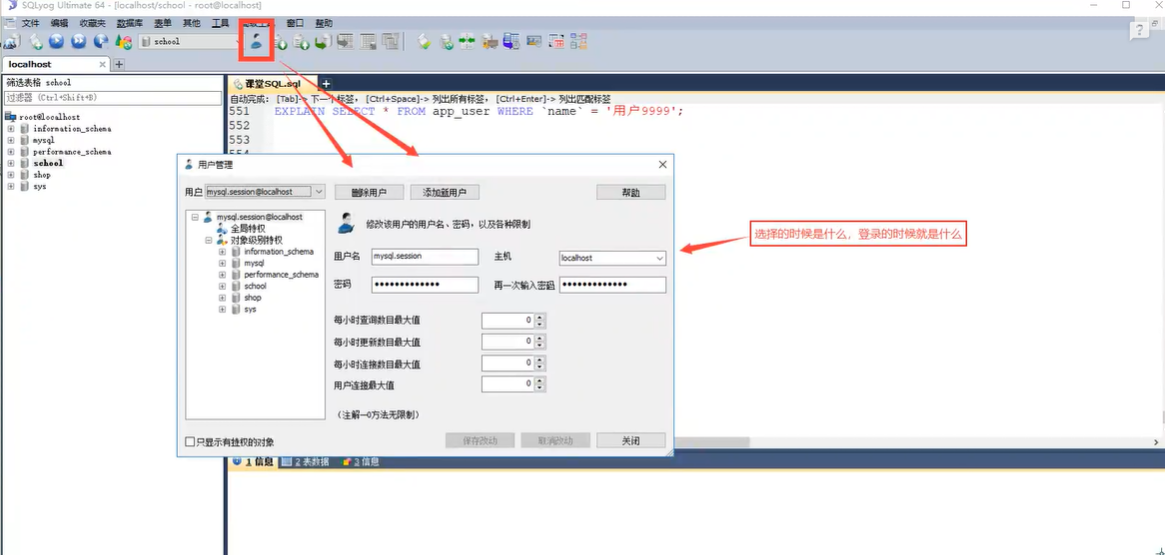 SQLyog Ultimate 64 - [localhost/school - root@localhost]
文件 编辑 收藏夹 数据库 表单 其他 工具 窗口 帮助
school
localhost
筛选表格 school
过滤器 (Ctrl+Shift+B)
root@localhost
information_schema
mysql
performance_schema
school
shop
sys
课堂SQL.sql
自动完成: [Tab]-> 下一个标签, [Ctrl+Space]-> 列出所有标签, [Ctrl+Enter]-> 列出匹配标签
551 EXPLAIN SELECT * FROM app_user WHERE `name` = '用户9999';
552
553
554
用户管理
用户 mysql.session@localhost 删除用户 添加新用户 帮助
mysql.session@localhost
全局特权
对象级别特权
information_schema
mysql
performance_schema
school
shop
sys
修改该用户的用户名、密码,以及各种限制
用户名 mysql.session 主机 localhost
密码 再一次输入密码
每小时查询数目最大值 0
每小时更新数目最大值 0
每小时连接数目最大值 0
用户连接最大值 0
(注解—0方法无限制)
只显示有授权的对象
保存改动 取消改动 关闭
选择的时候是什么,登录的时候就是什么
1 信息 2 表数据 3 信息